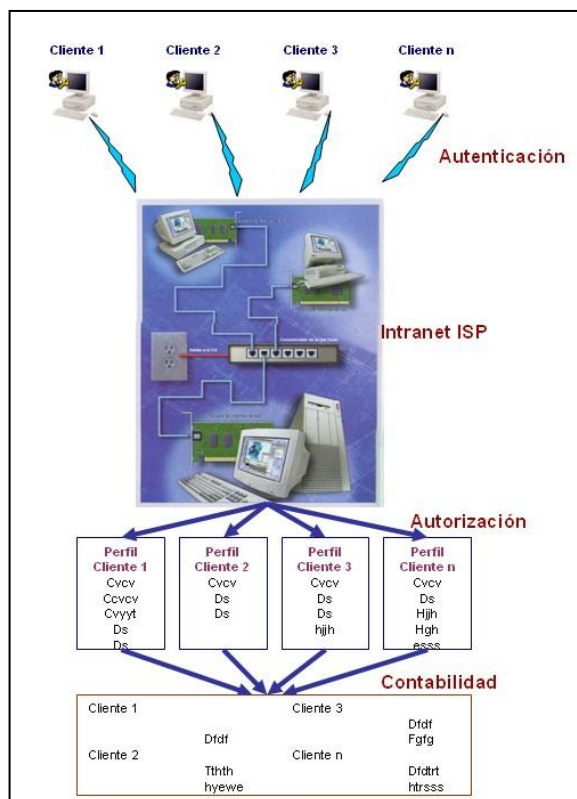 Cliente 1 Cliente 2 Cliente 3 Cliente n
Autenticación
Intranet ISP
Autorización
Perfil
Cliente 1
Cvcv
Ccvcv
Cvyyt
Ds
Ds
Perfil
Cliente 2
Cvcv
Ds
Ds
Perfil
Cliente 3
Cvcv
Ds
Ds
hjjh
Perfil
Cliente n
Cvcv
Ds
Hjjh
Hgh
esss
Contabilidad
Cliente 1
Dfdf
Cliente 2
Tthth
hyewe
Cliente 3
Dfdf
Fgfg
Cliente n
Dfdtrt
htrsss